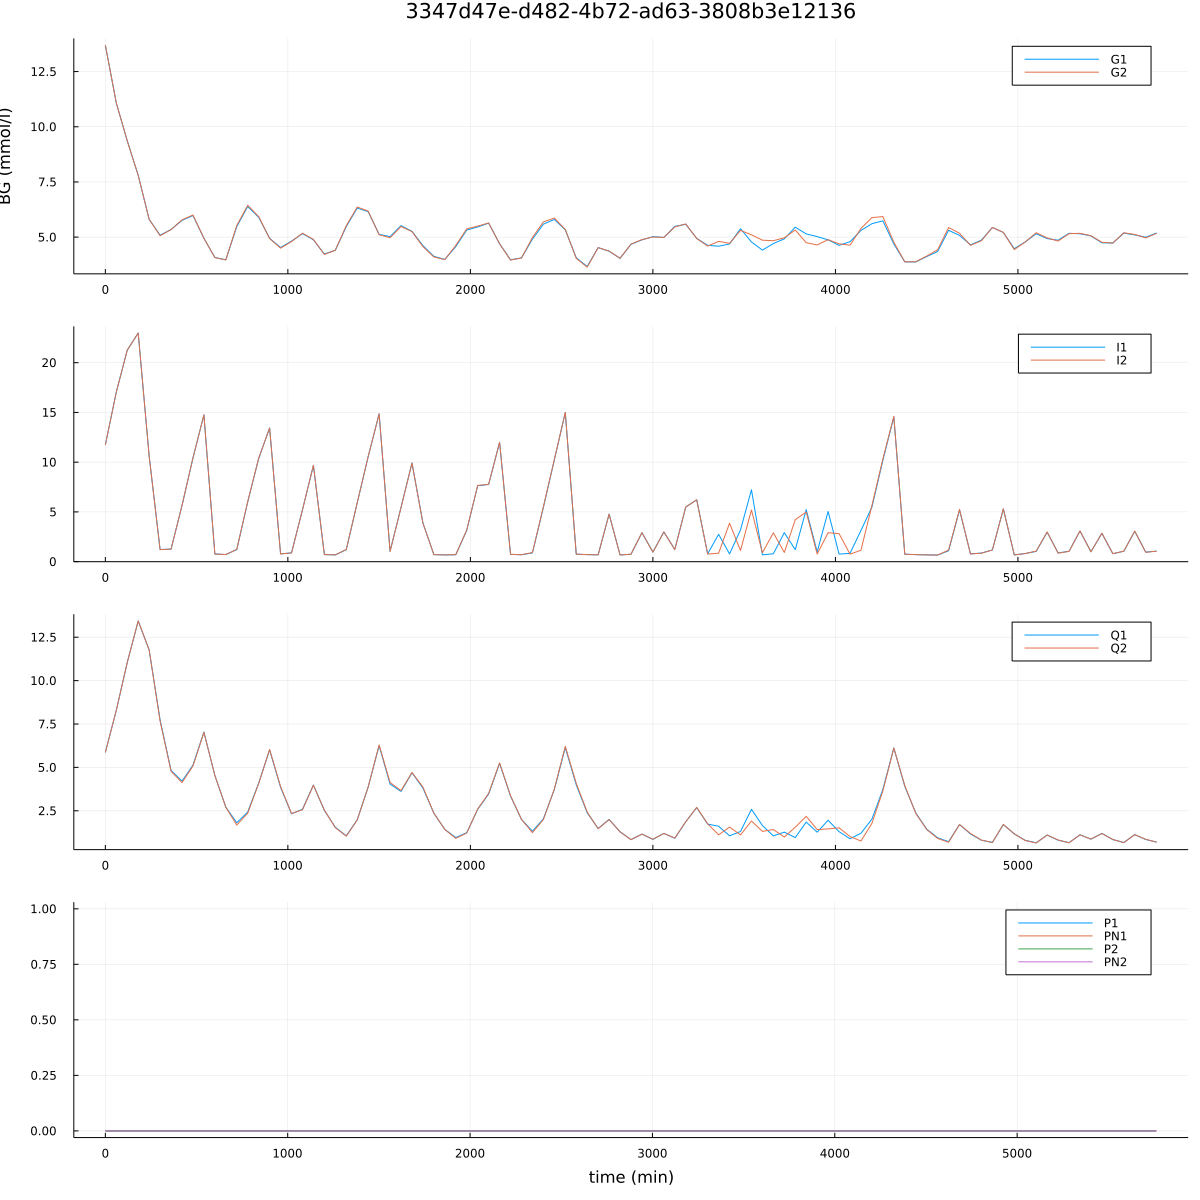 3347d47e-d482-4b72-ad63-3808b3e12136
BG (mmol/l)
12.5
10.0
7.5
5.0
G1
G2
0 1000 2000 3000 4000 5000
20
15
10
5
0
I1
I2
0 1000 2000 3000 4000 5000
12.5
10.0
7.5
5.0
2.5
Q1
Q2
0 1000 2000 3000 4000 5000
1.00
0.75
0.50
0.25
0.00
P1
PN1
P2
PN2
0 1000 2000 3000 4000 5000
time (min)